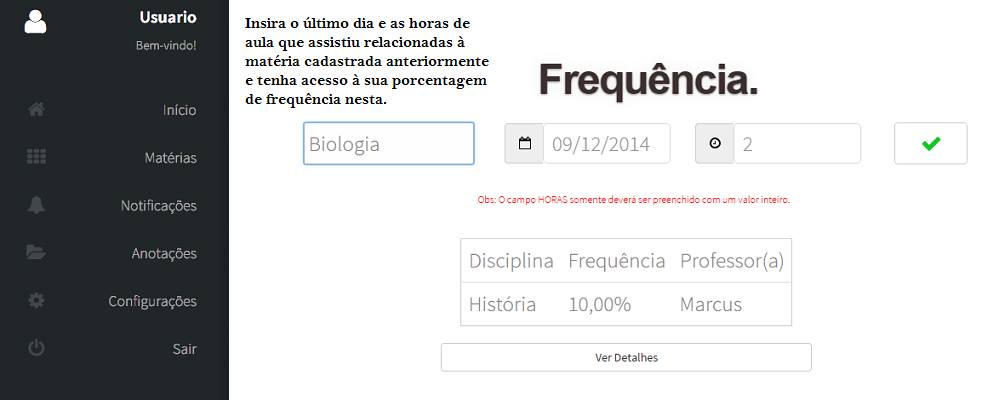 Usuario
Bem-vindo!
Início
Matérias
Notificações
Anotações
Configurações
Sair
Insira o último dia e as horas de
aula que assistiu relacionadas à
matéria cadastrada anteriormente
e tenha acesso à sua porcentagem
de frequência nesta.
Frequência.
Biologia 09/12/2014 2
Obs: O campo HORAS somente deverá ser preenchido com um valor inteiro.
Disciplina Frequência Professor(a)
História 10,00% Marcus
Ver Detalhes